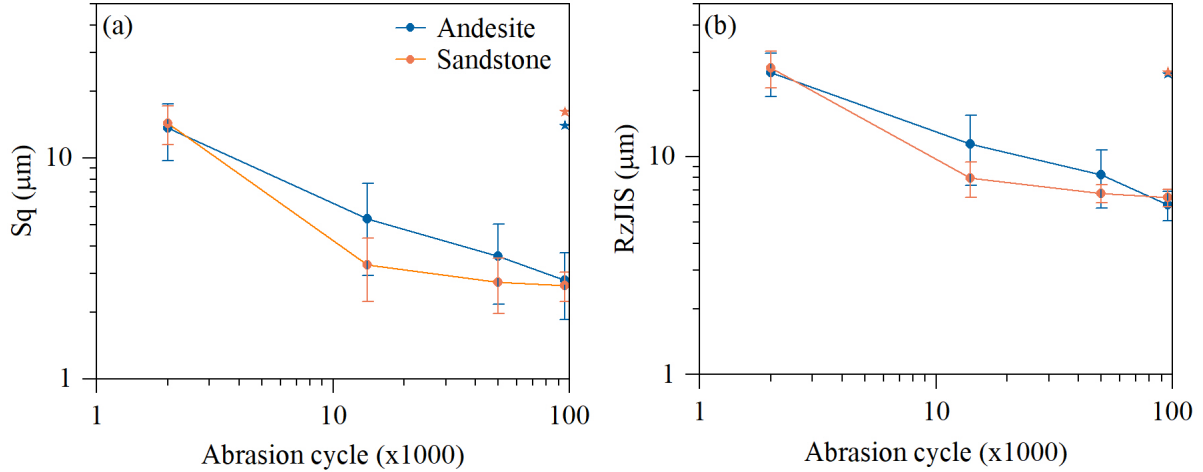 (a)
Andesite
Sandstone
Sq (μm)
10
1
1
10
100
Abrasion cycle (x1000)
(b)
RzJIS (μm)
10
1
1
10
100
Abrasion cycle (x1000)